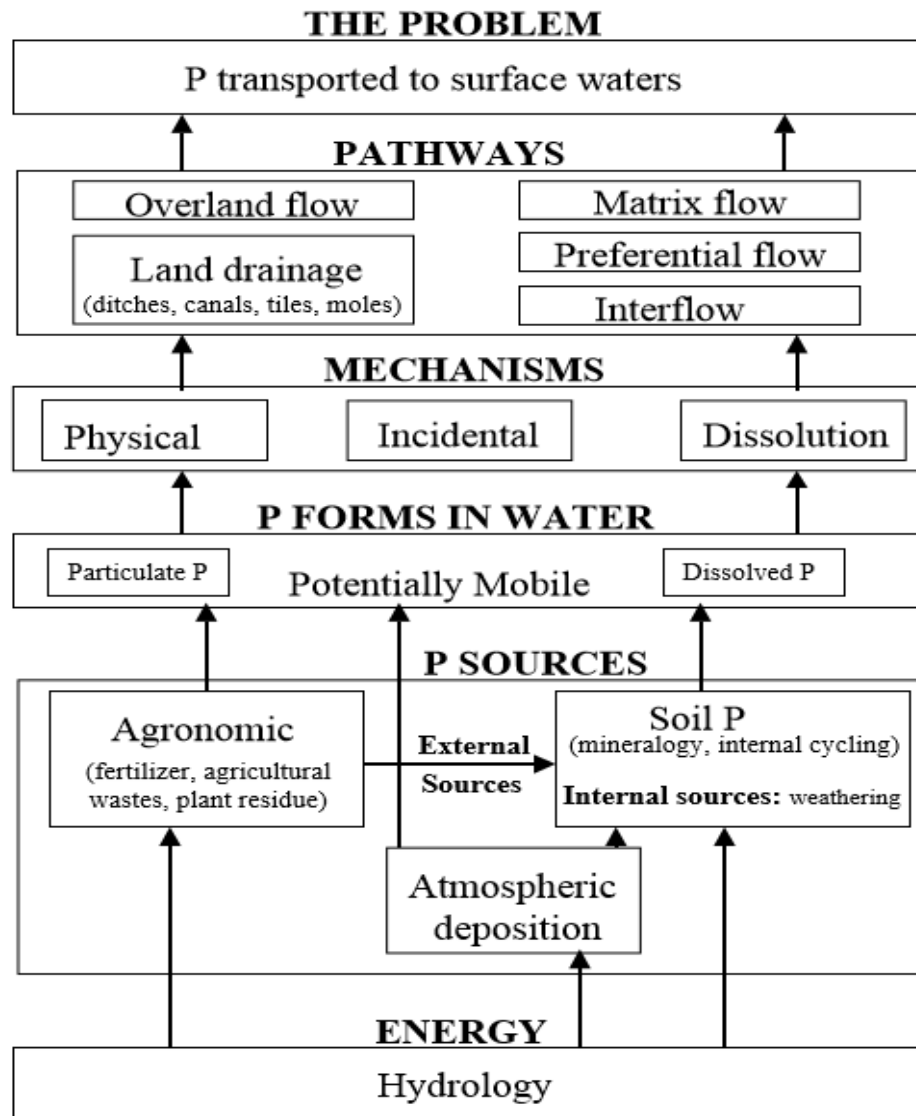 THE PROBLEM
P transported to surface waters
PATHWAYS
Overland flow
Land drainage
(ditches, canals, tiles, moles)
Matrix flow
Preferential flow
Interflow
MECHANISMS
Physical
Incidental
Dissolution
P FORMS IN WATER
Particulate P
Potentially Mobile
Dissolved P
P SOURCES
Agronomic
(fertilizer, agricultural
wastes, plant residue)
External
Sources
Soil P
(mineralogy, internal cycling)
Internal sources: weathering
Atmospheric
deposition
ENERGY
Hydrology